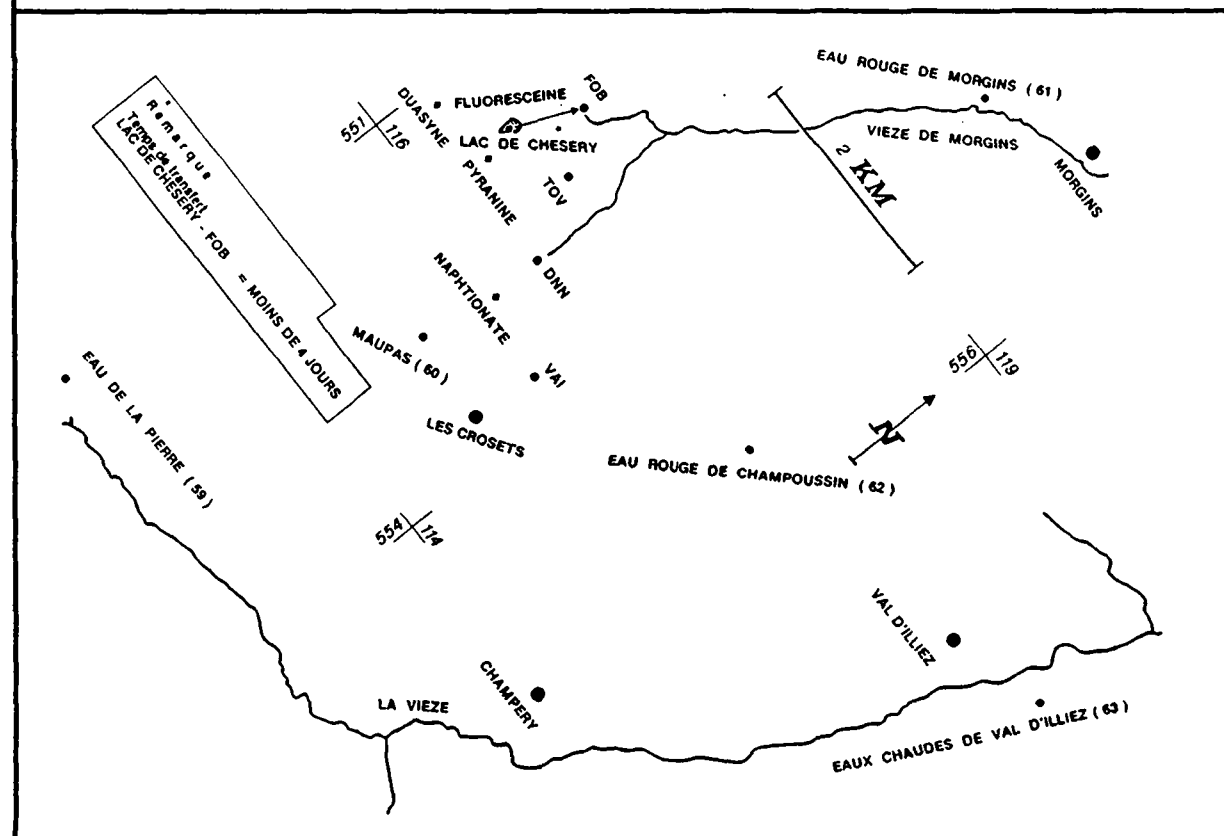 EAU ROUGE DE MORGINS (61)
FOB
FLUORESCEINE
DUASYNE
551 116
LAC DE CHESERY
VIEZE DE MORGINS
MORGINS
Remarque
Temps de transfert
LAC DE CHESERY - FOB = MOINS DE 4 JOURS
PYRANINE
TOV
2 KM
DNN
NAPHTIONATE
MAUPAS (60)
VAI
556 119
EAU DE LA PIERRE (59)
LES CROSETS
N
EAU ROUGE DE CHAMPOUSSIN (62)
554 114
VAL D'ILLIEZ
CHAMPERY
LA VIEZE
EAUX CHAUDES DE VAL D'ILLIEZ (63)